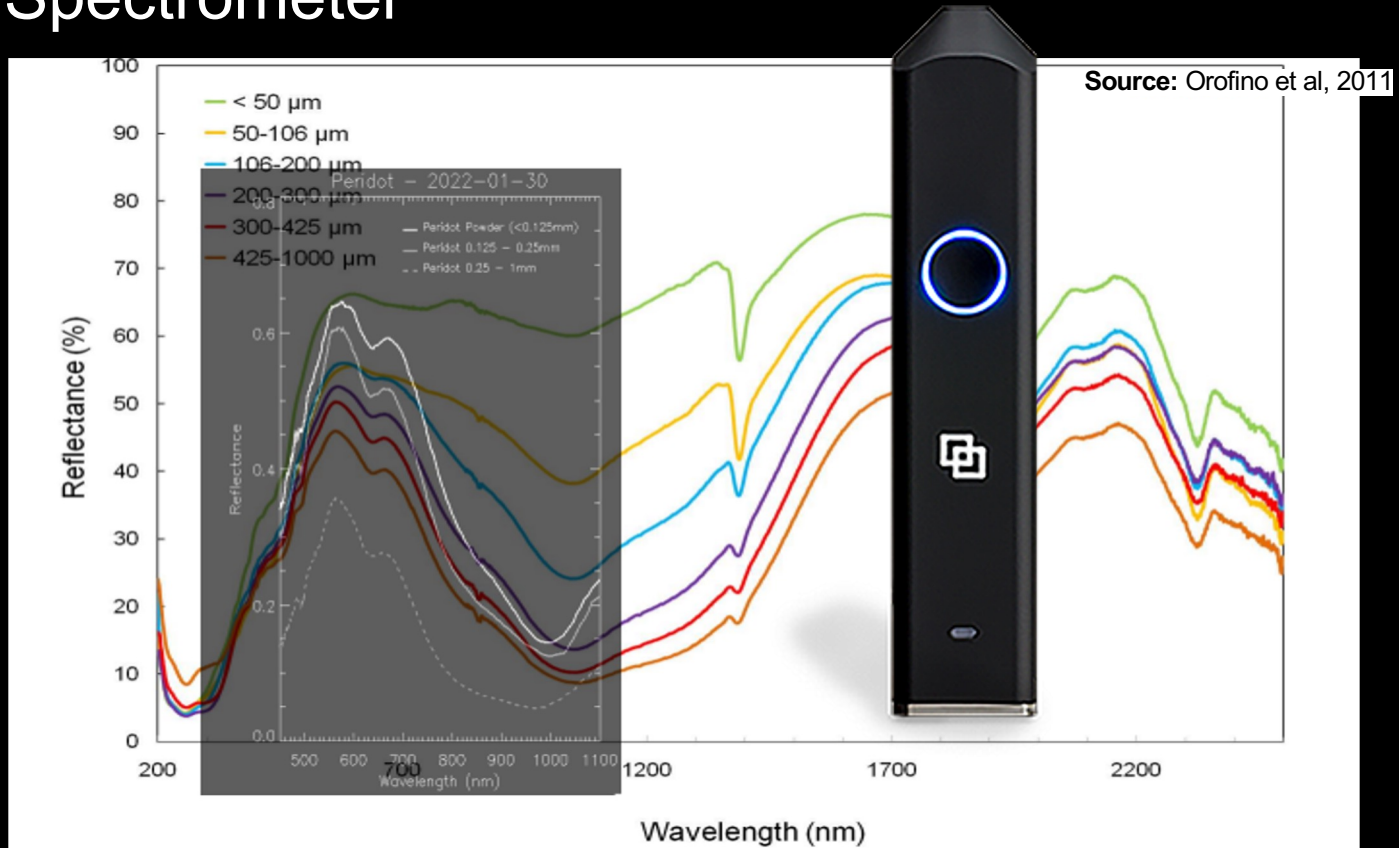 Spectrometer
Source: Orofino et al, 2011
100
90
80
70
60
50
40
30
20
10
0
Reflectance (%)
< 50 µm
50-106 µm
106-200 µm
200-300 µm
300-425 µm
425-1000 µm
Peridot - 2022-01-30
Peridot Powder (<0.125mm)
Peridot 0.125 - 0.25mm
Peridot 0.25 - 1mm
0.8
0.6
0.4
0.2
0.0
Reflectance
500 600 700 800 900 1000 1100
Wavelength (nm)
200 700 1200 1700 2200
Wavelength (nm)